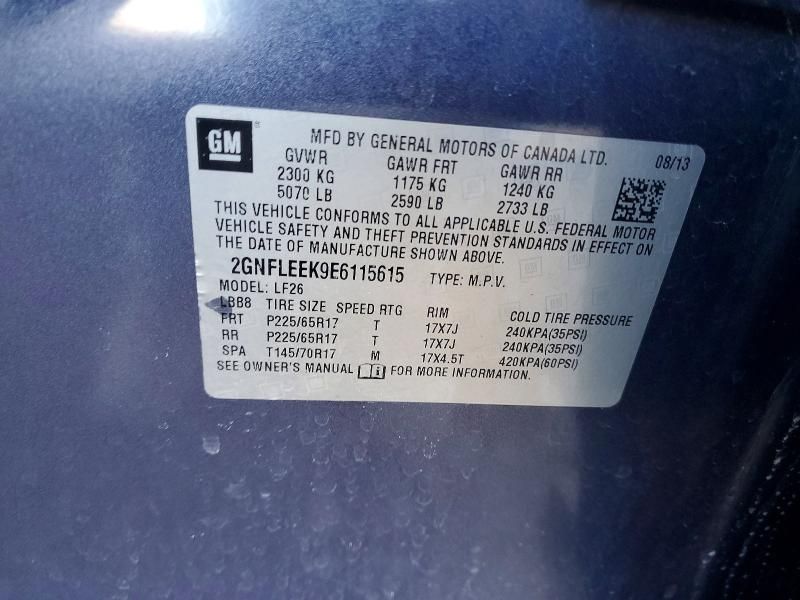 GM ®
MFD BY GENERAL MOTORS OF CANADA LTD. 08/13
GVWR GAWR FRT GAWR RR
2300 KG 1175 KG 1240 KG
5070 LB 2590 LB 2733 LB
THIS VEHICLE CONFORMS TO ALL APPLICABLE U.S. FEDERAL MOTOR
VEHICLE SAFETY AND THEFT PREVENTION STANDARDS IN EFFECT ON
THE DATE OF MANUFACTURE SHOWN ABOVE.
2GNFLEEK9E6115615 TYPE: M.P.V.
MODEL: LF26
LBB8 TIRE SIZE SPEED RTG RIM COLD TIRE PRESSURE
FRT P225/65R17 T 17X7J 240KPA(35PSI)
RR P225/65R17 T 17X7J 240KPA(35PSI)
SPA T145/70R17 M 17X4.5T 420KPA(60PSI)
SEE OWNER'S MANUAL FOR MORE INFORMATION.